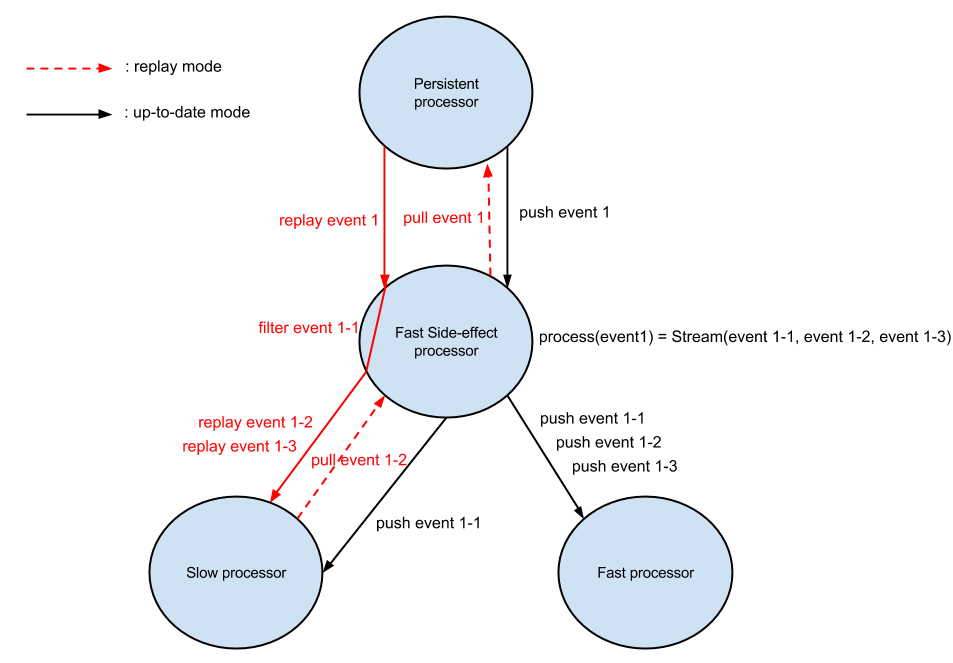 : replay mode
: up-to-date mode
Persistent
processor
replay event 1
pull event 1
push event 1
filter event 1-1
Fast Side-effect
processor
process(event1) = Stream(event 1-1, event 1-2, event 1-3)
replay event 1-2
replay event 1-3
pull event 1-2
push event 1-1
push event 1-2
push event 1-3
push event 1-1
Slow processor
Fast processor